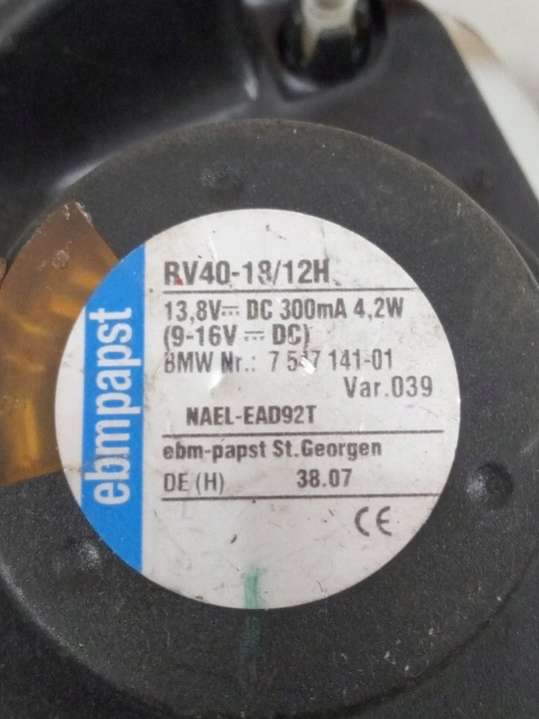 ebmpapst
RV40-18/12H
13,8V⎓ DC 300mA 4,2W
(9-16V ⎓ DC)
BMW Nr.: 141-01
Var.039
NAEL-EAD92T
ebm-papst St.Georgen
DE (H) 38.07
CE